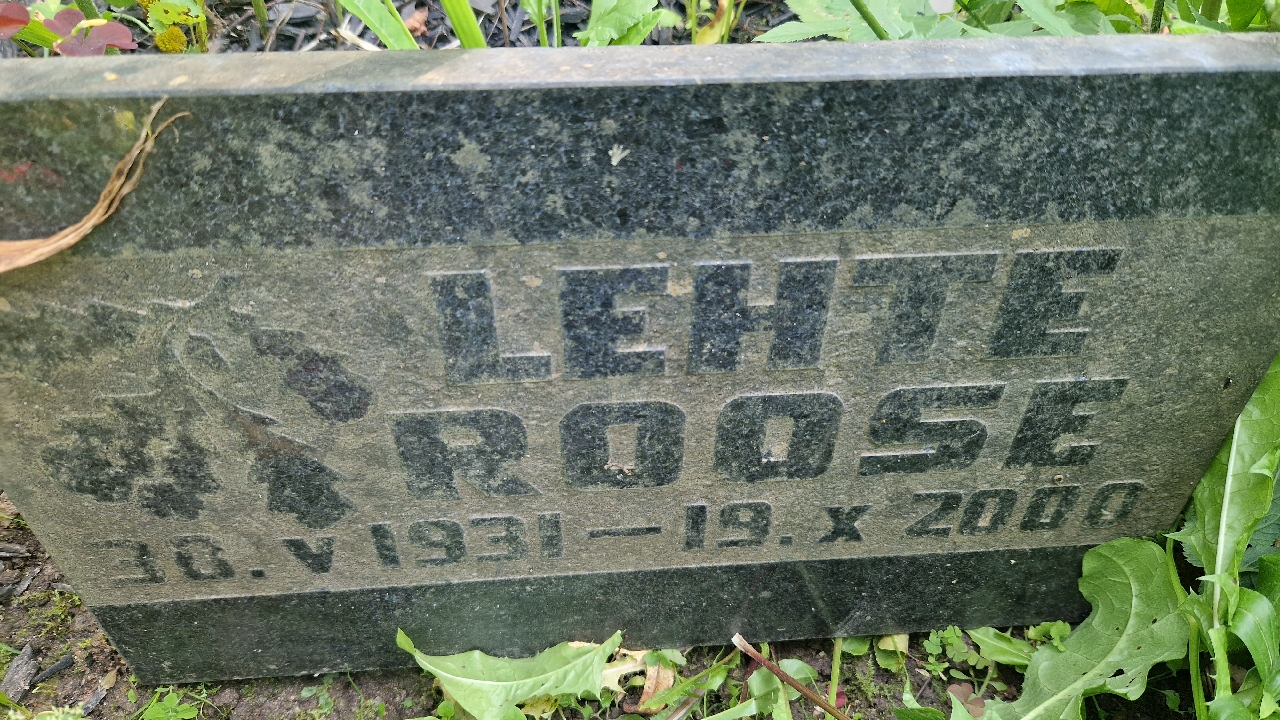 LEHTE
ROOSE
30. V 1931 — 19. X 2000